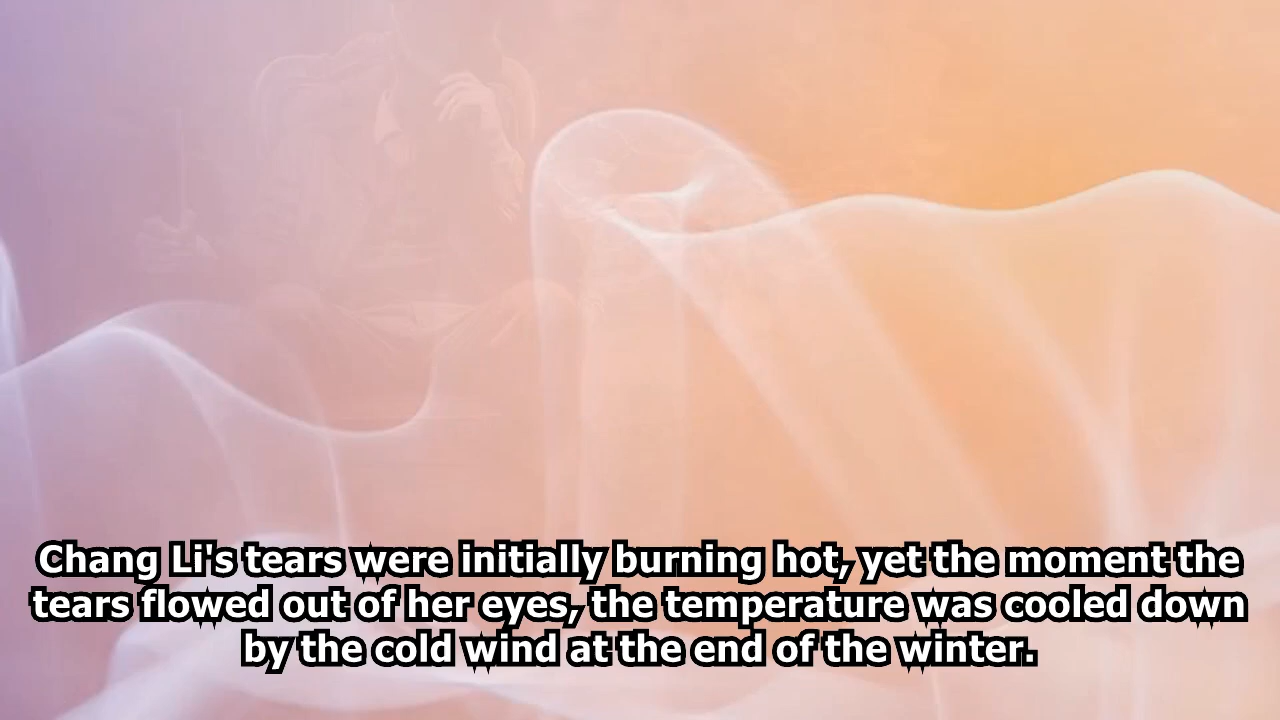 Chang Li's tears were initially burning hot, yet the moment the
tears flowed out of her eyes, the temperature was cooled down
by the cold wind at the end of the winter.